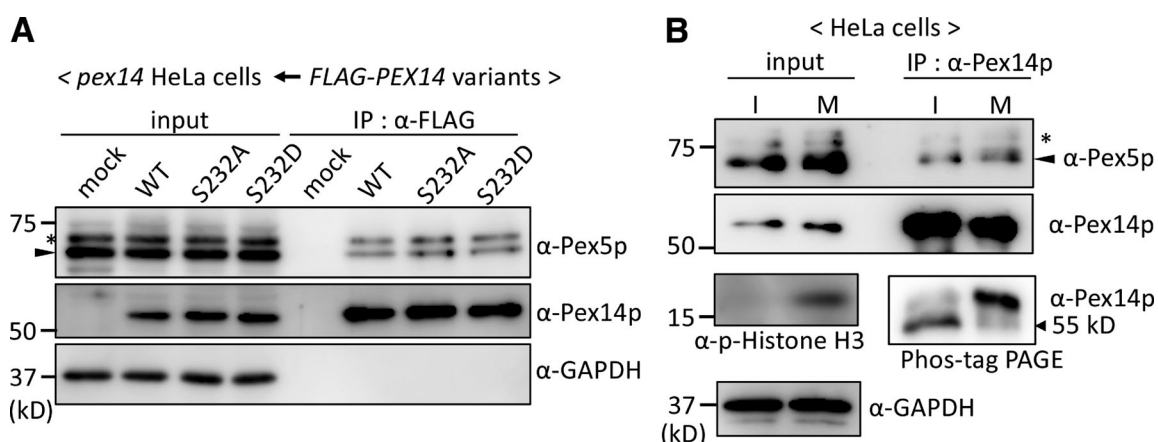 A
< pex14 HeLa cells ← FLAG-PEX14 variants >
input
IP : α-FLAG
mock WT S232A S232D mock WT S232A S232D
75
*
α-Pex5p
α-Pex14p
50
37
α-GAPDH
(kD)
B
< HeLa cells >
input
IP : α-Pex14p
I M I M
75
*
α-Pex5p
α-Pex14p
50
α-Pex14p
15
55 kD
α-p-Histone H3
Phos-tag PAGE
37
α-GAPDH
(kD)